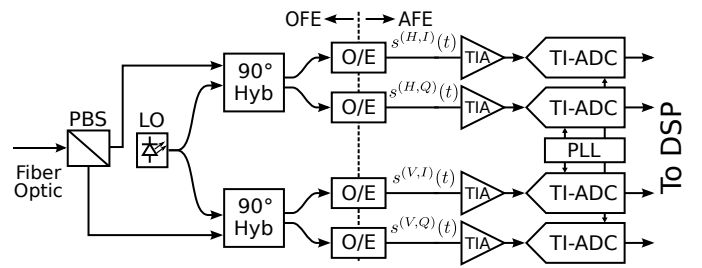 OFE AFE
90°
Hyb
O/E
s^{(H,I)}(t)
TIA
TI-ADC
O/E
s^{(H,Q)}(t)
TIA
TI-ADC
PBS
LO
PLL
Fiber
Optic
To DSP
90°
Hyb
O/E
s^{(V,I)}(t)
TIA
TI-ADC
O/E
s^{(V,Q)}(t)
TIA
TI-ADC